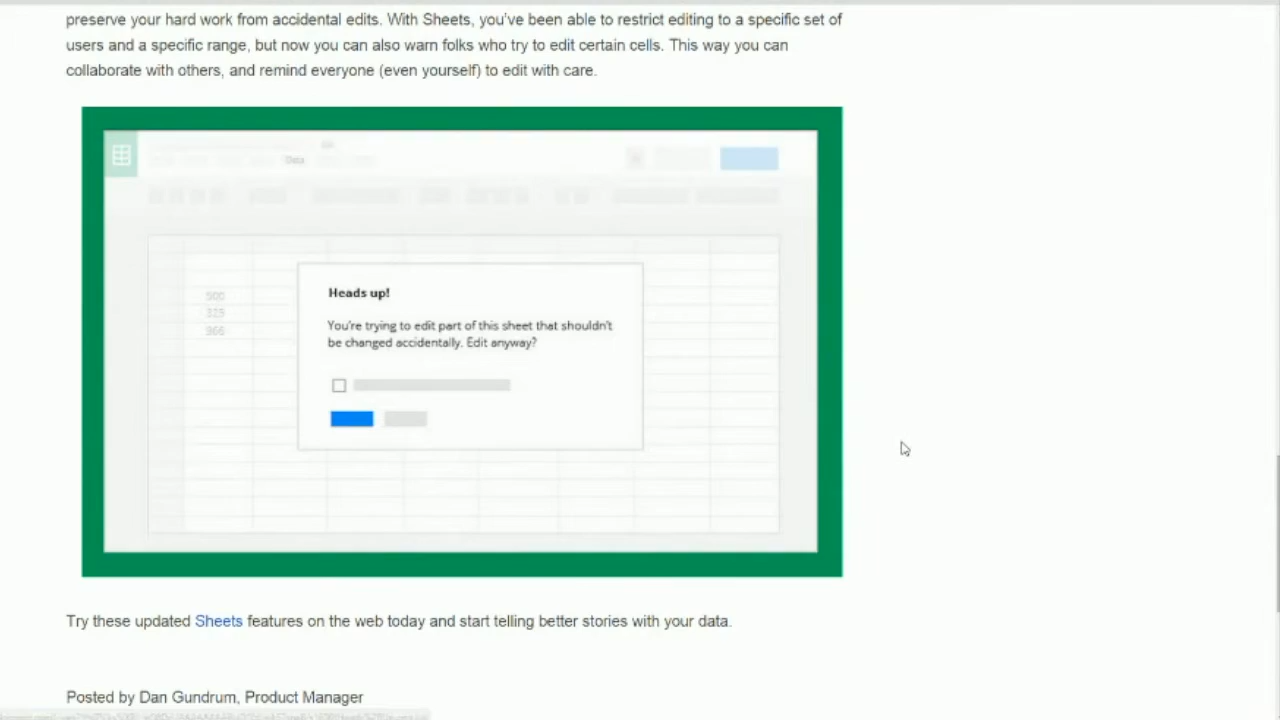 preserve your hard work from accidental edits. With Sheets, you've been able to restrict editing to a specific set of
users and a specific range, but now you can also warn folks who try to edit certain cells. This way you can
collaborate with others, and remind everyone (even yourself) to edit with care.
Data
500
319
366
Heads up!
You're trying to edit part of this sheet that shouldn't
be changed accidentally. Edit anyway?
Try these updated Sheets features on the web today and start telling better stories with your data.
Posted by Dan Gundrum, Product Manager